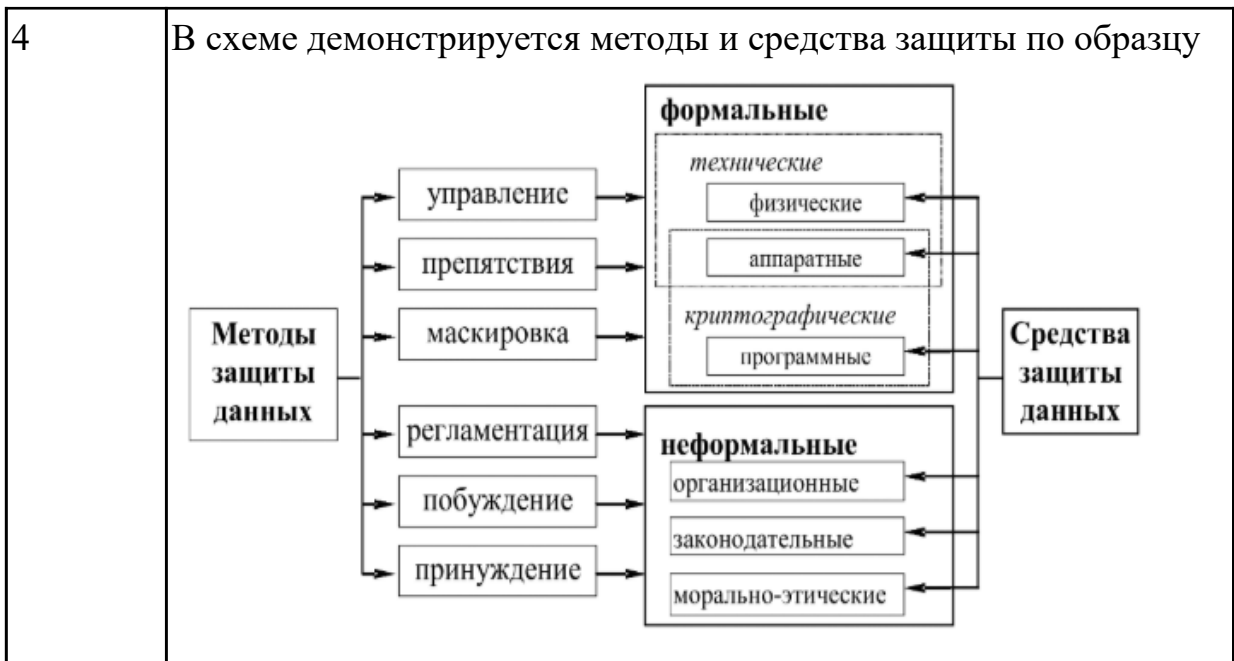 4
В схеме демонстрируется методы и средства защиты по образцу
Методы
защиты
данных
управление
препятствия
маскировка
регламентация
побуждение
принуждение
формальные
технические
физические
аппаратные
криптографические
программные
неформальные
организационные
законодательные
морально-этические
Средства
защиты
данных